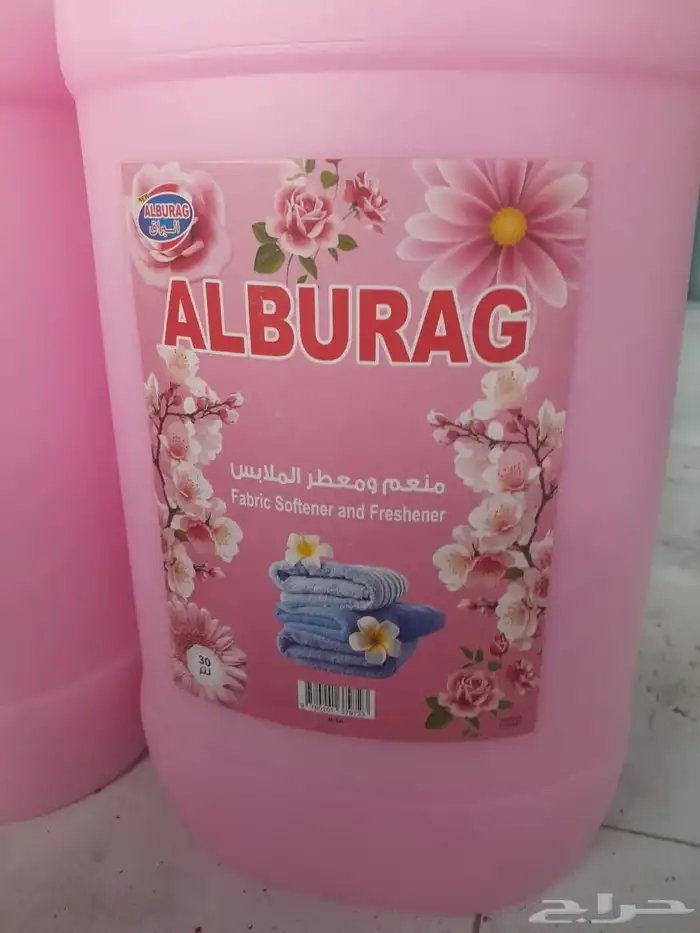 ALBURAG
البراق
ALBURAG
منعم ومعطر الملابس
Fabric Softener and Freshener
30
لتر
حراج